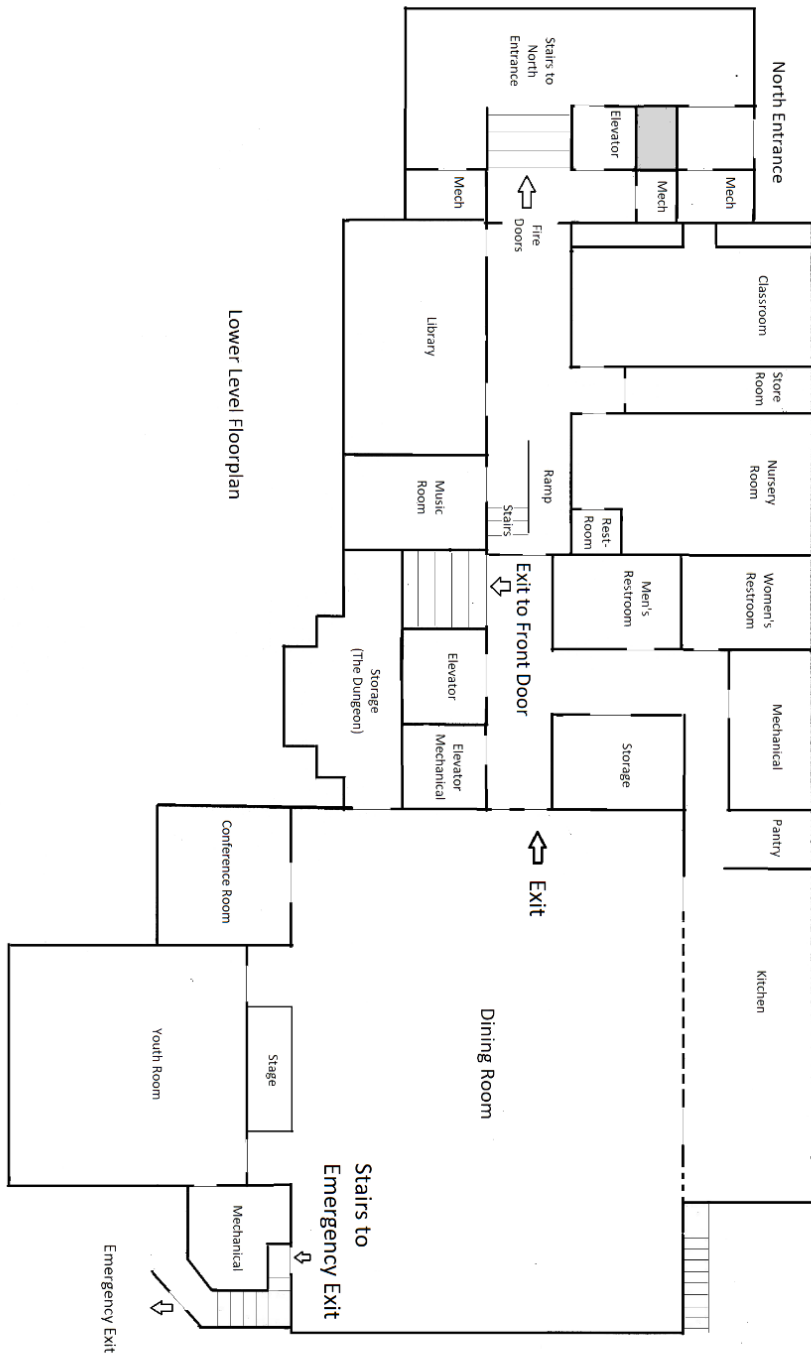 North Entrance
Stairs to
North
Entrance
Elevator
Mech
Mech
Mech
Fire
Doors
Classroom
Library
Store
Room
Lower Level Floorplan
Nursery
Room
Ramp
Music
Room
Stairs
Rest-
Room
Exit to Front Door
Men's
Restroom
Women's
Restroom
Storage
(The Dungeon)
Elevator
Elevator
Mechanical
Storage
Mechanical
Pantry
Conference Room
Exit
Kitchen
Dining Room
Youth Room
Stage
Stairs to
Emergency Exit
Mechanical
Emergency Exit